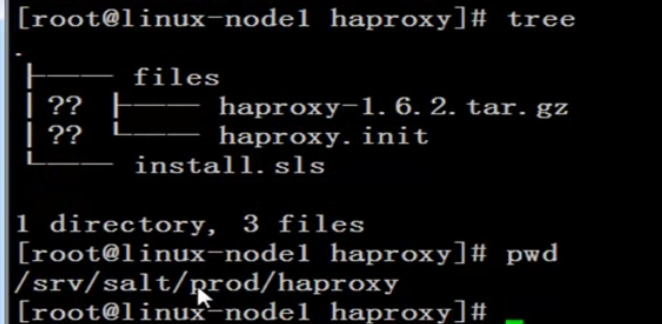 [root@linux-node1 haproxy]# tree
.
├── files
│ ?? ├── haproxy-1.6.2.tar.gz
│ ?? └── haproxy.init
└── install.sls
1 directory, 3 files
[root@linux-node1 haproxy]# pwd
/srv/salt/prod/haproxy
[root@linux-node1 haproxy]#